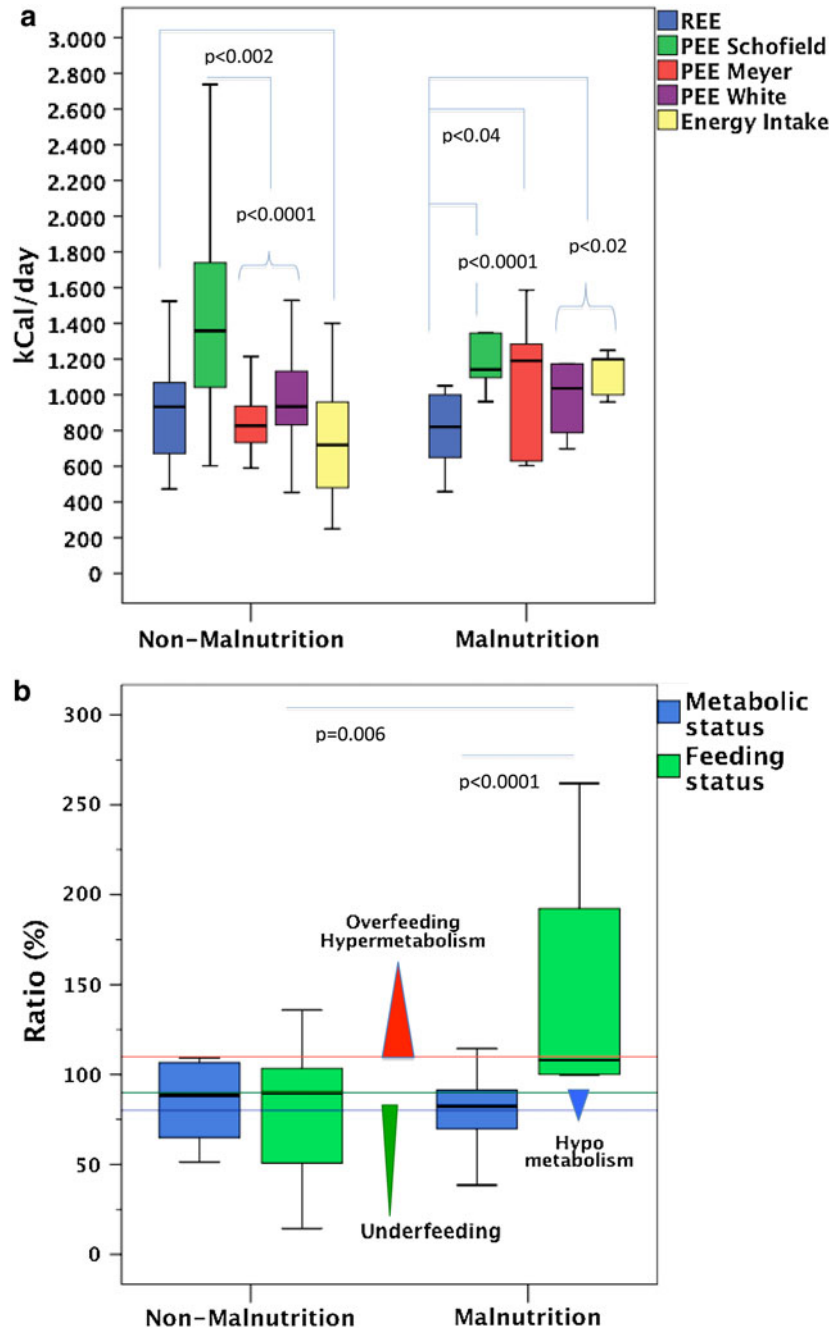 a
REE
PEE Schofield
PEE Meyer
PEE White
Energy Intake
kCal/day
3.000
2.800
2.600
2.400
2.200
2.000
1.800
1.600
1.400
1.200
1.000
800
600
400
200
0
p<0.002
p<0.0001
p<0.04
p<0.0001
p<0.02
Non-Malnutrition
Malnutrition
b
Metabolic
status
Feeding
status
Ratio (%)
300
250
200
150
100
50
0
p=0.006
p<0.0001
Overfeeding
Hypermetabolism
Hypo
metabolism
Underfeeding
Non-Malnutrition
Malnutrition